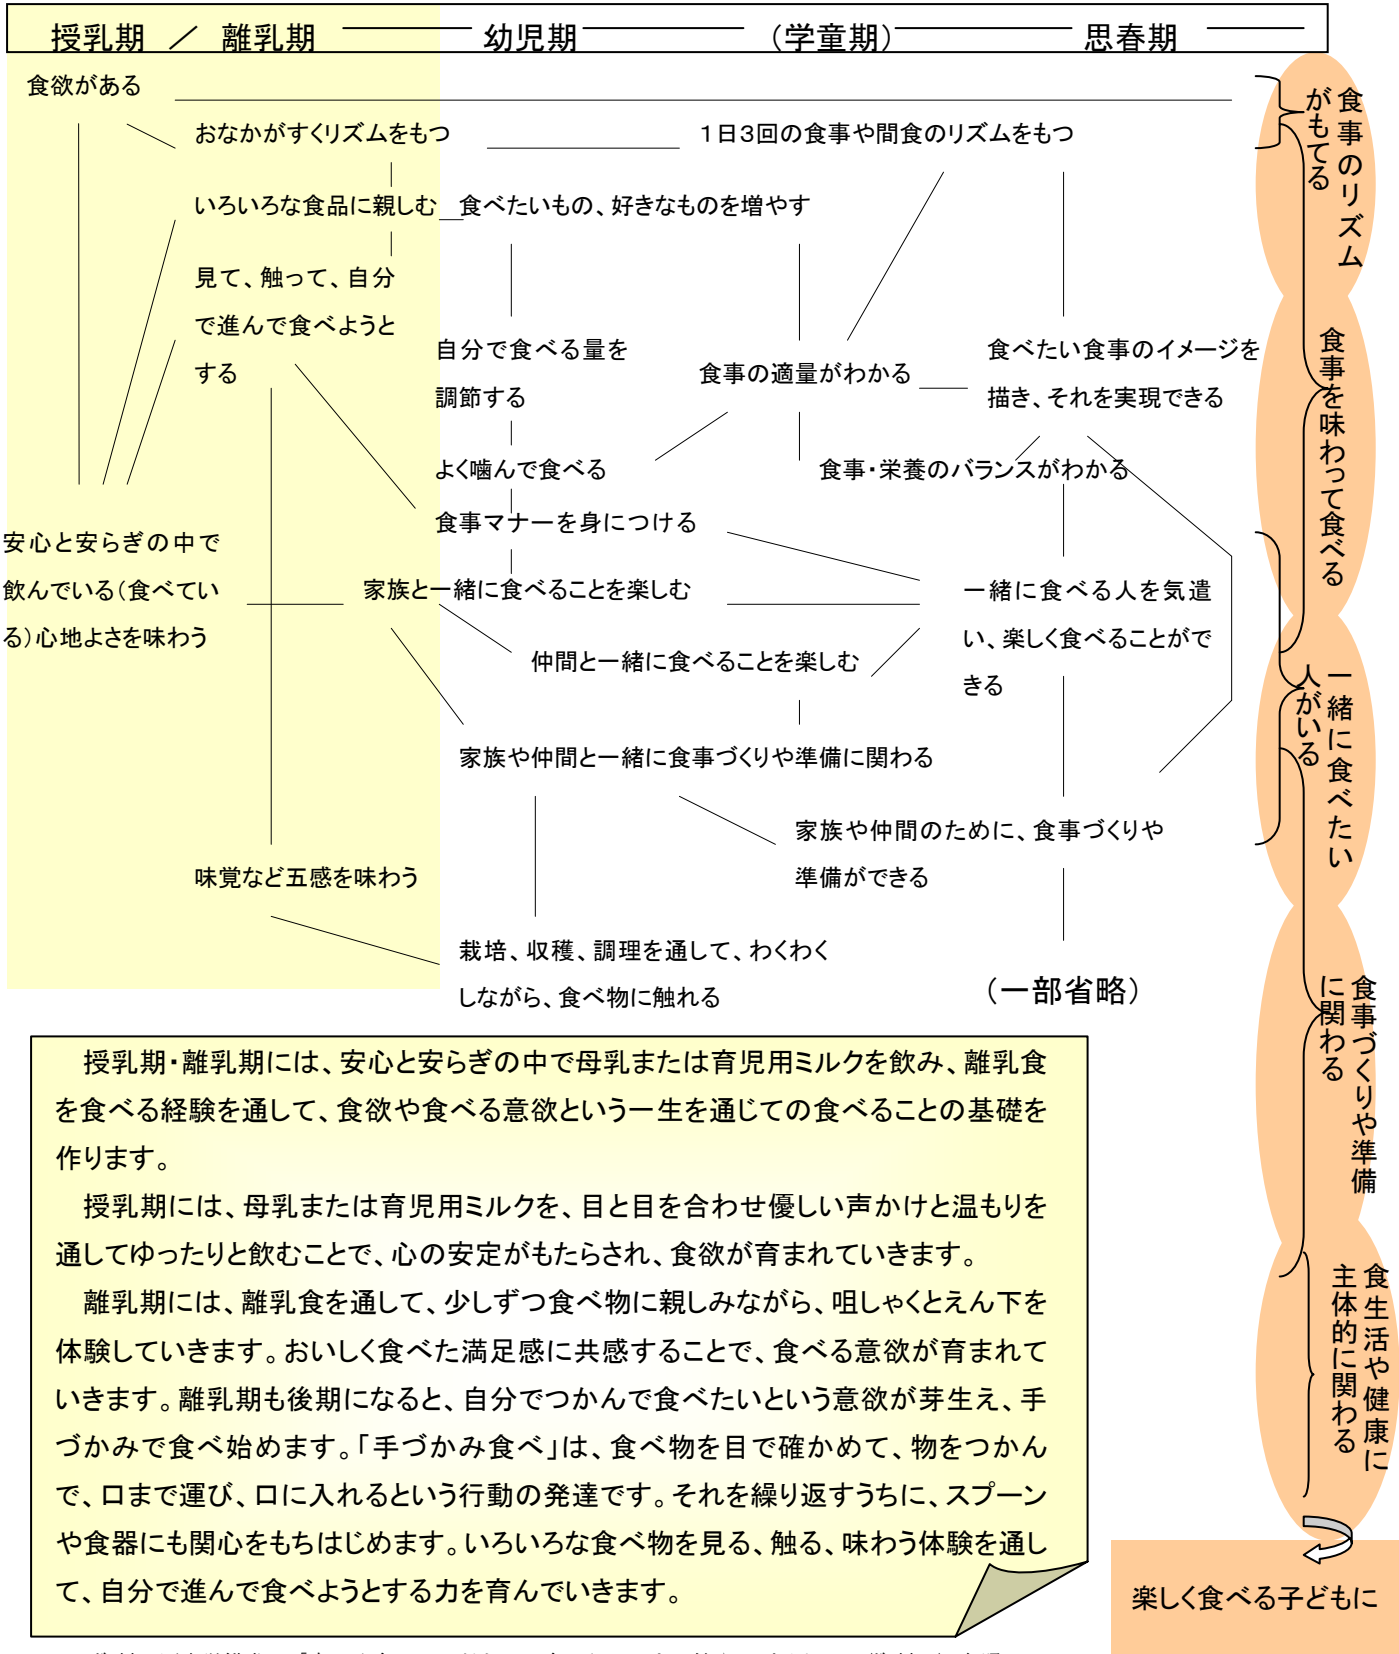 授乳期 ／ 離乳期 幼児期 （学童期） 思春期
食欲がある
おなかがすくリズムをもつ
１日３回の食事や間食のリズムをもつ
いろいろな食品に親しむ
食べたいもの、好きなものを増やす
見て、触って、自分
で進んで食べようと
する
自分で食べる量を
調節する
食事の適量がわかる
食べたい食事のイメージを
描き、それを実現できる
よく噛んで食べる
食事・栄養のバランスがわかる
食事マナーを身につける
安心と安らぎの中で
飲んでいる（食べてい
る）心地よさを味わう
家族と一緒に食べることを楽しむ
一緒に食べる人を気遣
い、楽しく食べることがで
きる
仲間と一緒に食べることを楽しむ
家族や仲間と一緒に食事づくりや準備に関わる
家族や仲間のために、食事づくりや
準備ができる
味覚など五感を味わう
栽培、収穫、調理を通して、わくわく
しながら、食べ物に触れる
（一部省略）
食事のリズム
がもてる
食事を味わって食べる
一緒に食べたい
人がいる
食事づくりや準備
に関わる
食生活や健康に
主体的に関わる
楽しく食べる子どもに
授乳期・離乳期には、安心と安らぎの中で母乳または育児用ミルクを飲み、離乳食
を食べる経験を通して、食欲や食べる意欲という一生を通じての食べることの基礎を
作ります。
授乳期には、母乳または育児用ミルクを、目と目を合わせ優しい声かけと温もりを
通してゆったりと飲むことで、心の安定がもたらされ、食欲が育まれていきます。
離乳期には、離乳食を通して、少しずつ食べ物に親しみながら、咀しゃくとえん下を
体験していきます。おいしく食べた満足感に共感することで、食べる意欲が育まれて
いきます。離乳期も後期になると、自分でつかんで食べたいという意欲が芽生え、手
づかみで食べ始めます。「手づかみ食べ」は、食べ物を目で確かめて、物をつかん
で、口まで運び、口に入れるという行動の発達です。それを繰り返すうちに、スプーン
や食器にも関心をもちはじめます。いろいろな食べ物を見る、触る、味わう体験を通し
て、自分で進んで食べようとする力を育んでいきます。